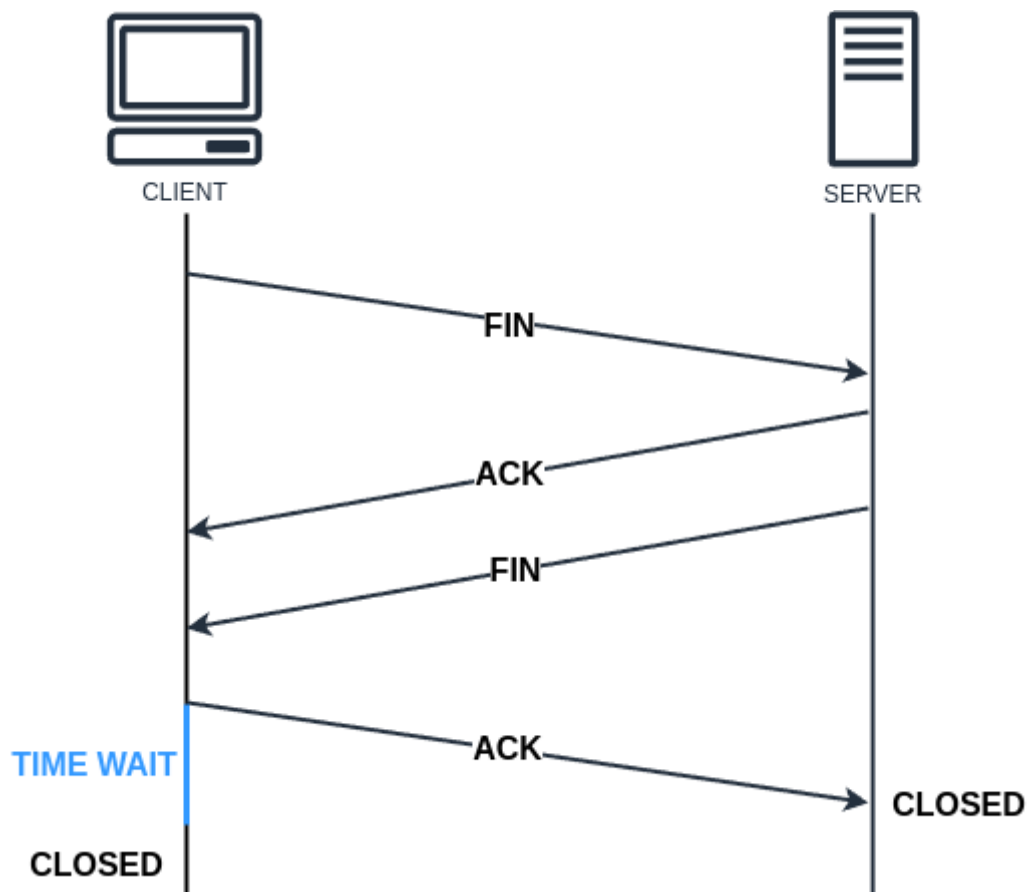 CLIENT
SERVER
FIN
ACK
FIN
ACK
TIME WAIT
CLOSED
CLOSED